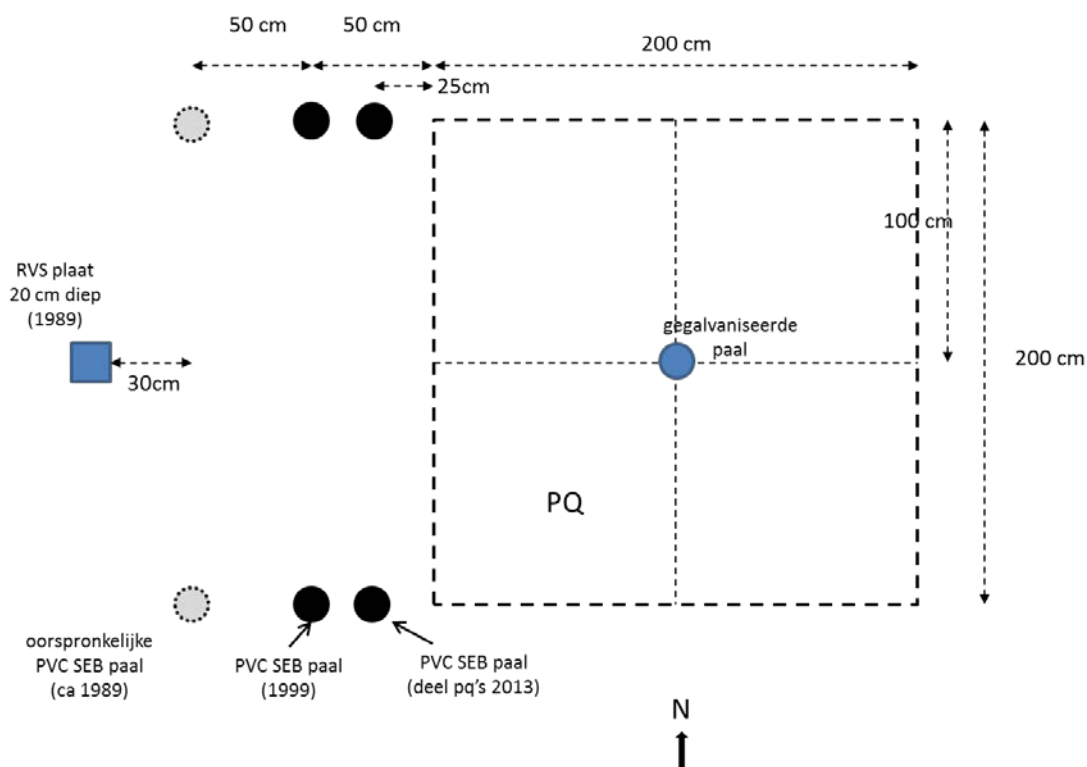 50 cm
50 cm
200 cm
25cm
100 cm
RVS plaat
20 cm diep
(1989)
gegalvaniseerde
paal
200 cm
30cm
PQ
oorspronkelijke
PVC SEB paal
(ca 1989)
PVC SEB paal
(1999)
PVC SEB paal
(deel pq's 2013)
N